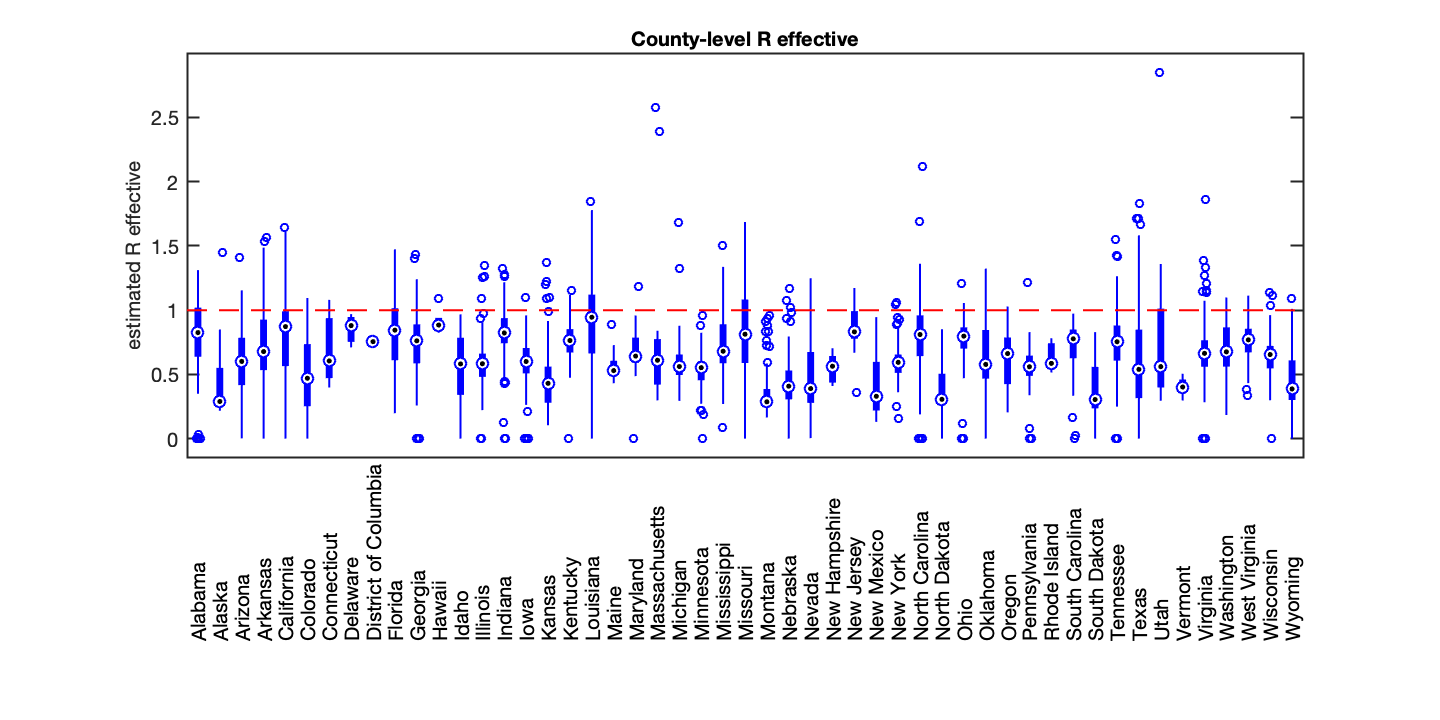 County-level R effective
estimated R effective
2.5
2
1.5
1
0.5
0
Alabama
Alaska
Arizona
Arkansas
California
Colorado
Connecticut
Delaware
District of Columbia
Florida
Georgia
Hawaii
Idaho
Illinois
Indiana
Iowa
Kansas
Kentucky
Louisiana
Maine
Maryland
Massachusetts
Michigan
Minnesota
Mississippi
Missouri
Montana
Nebraska
Nevada
New Hampshire
New Jersey
New Mexico
New York
North Carolina
North Dakota
Ohio
Oklahoma
Oregon
Pennsylvania
Rhode Island
South Carolina
South Dakota
Tennessee
Texas
Utah
Vermont
Virginia
Washington
West Virginia
Wisconsin
Wyoming